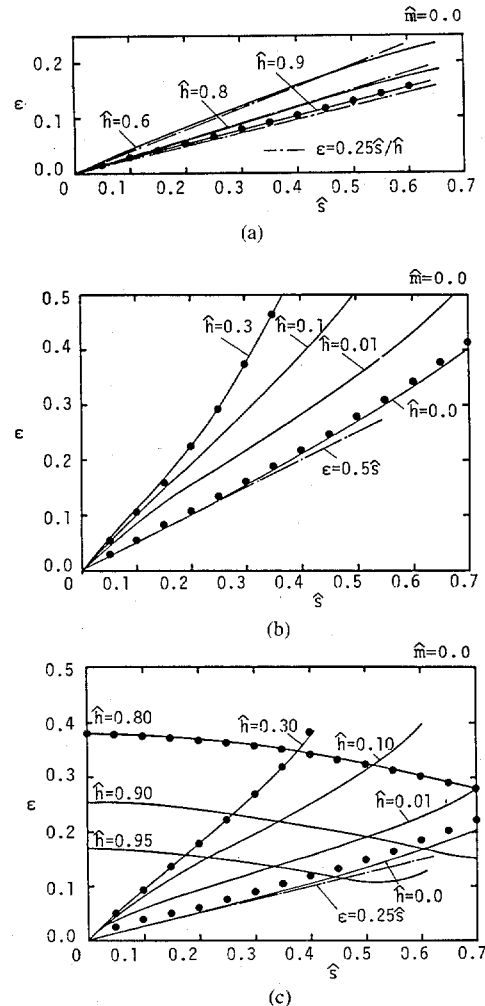 m̂=0.0
0.2
ĥ=0.9
ε
ĥ=0.8
0.1
ĥ=0.6
ε=0.25ŝ/ĥ
0.0
0 0.1 0.2 0.3 0.4 0.5 0.6 0.7
ŝ
(a)
m̂=0.0
0.5
ĥ=0.3
ĥ=0.1
0.4
ĥ=0.01
0.3
ε
ĥ=0.0
0.2
ε=0.5ŝ
0.1
0.0
0 0.1 0.2 0.3 0.4 0.5 0.6 0.7
ŝ
(b)
m̂=0.0
0.5
0.4
ĥ=0.80
ĥ=0.30
ĥ=0.10
0.3
ε
ĥ=0.90
ĥ=0.01
0.2
ĥ=0.95
0.1
ĥ=0.0
ε=0.25ŝ
0.0
0 0.1 0.2 0.3 0.4 0.5 0.6 0.7
ŝ
(c)